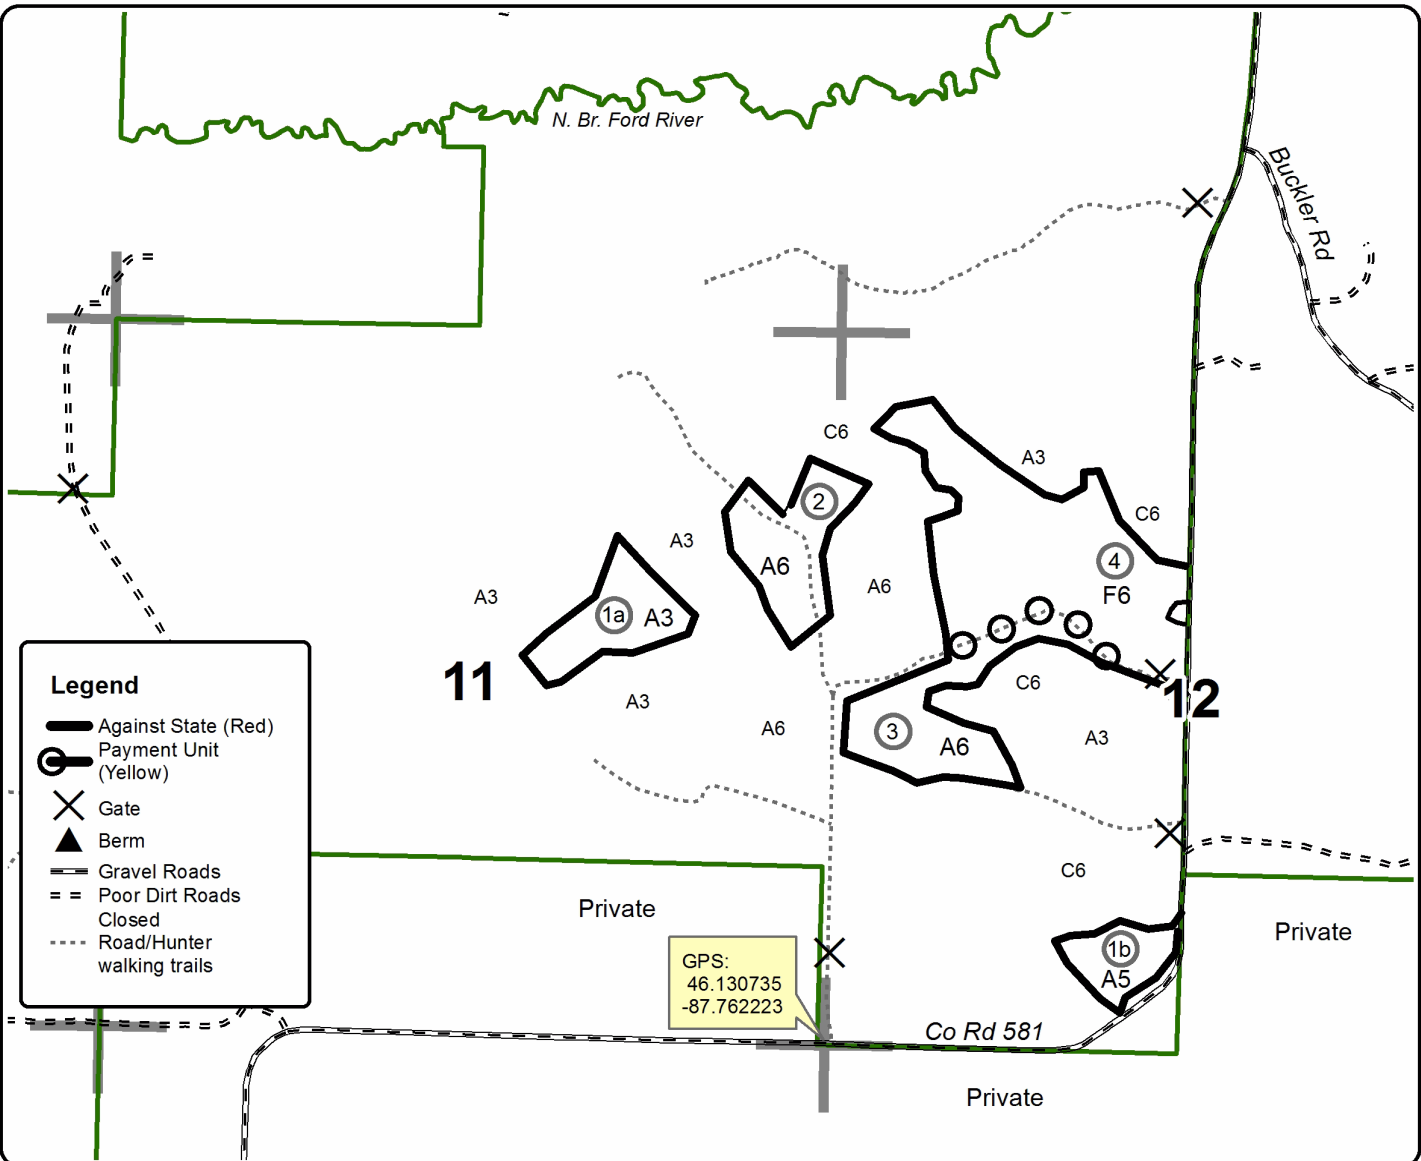 N. Br. Ford River
Buckler Rd
C6
A3
2
C6
A3
A6
A6
4
F6
A3
1a
A3
11
A3
A6
C6
12
3
A6
A3
Legend
Against State (Red)
Payment Unit
(Yellow)
Gate
Berm
Gravel Roads
Poor Dirt Roads
Closed
Road/Hunter
walking trails
C6
Private
Private
1b
A5
GPS:
46.130735
-87.762223
Co Rd 581
Private